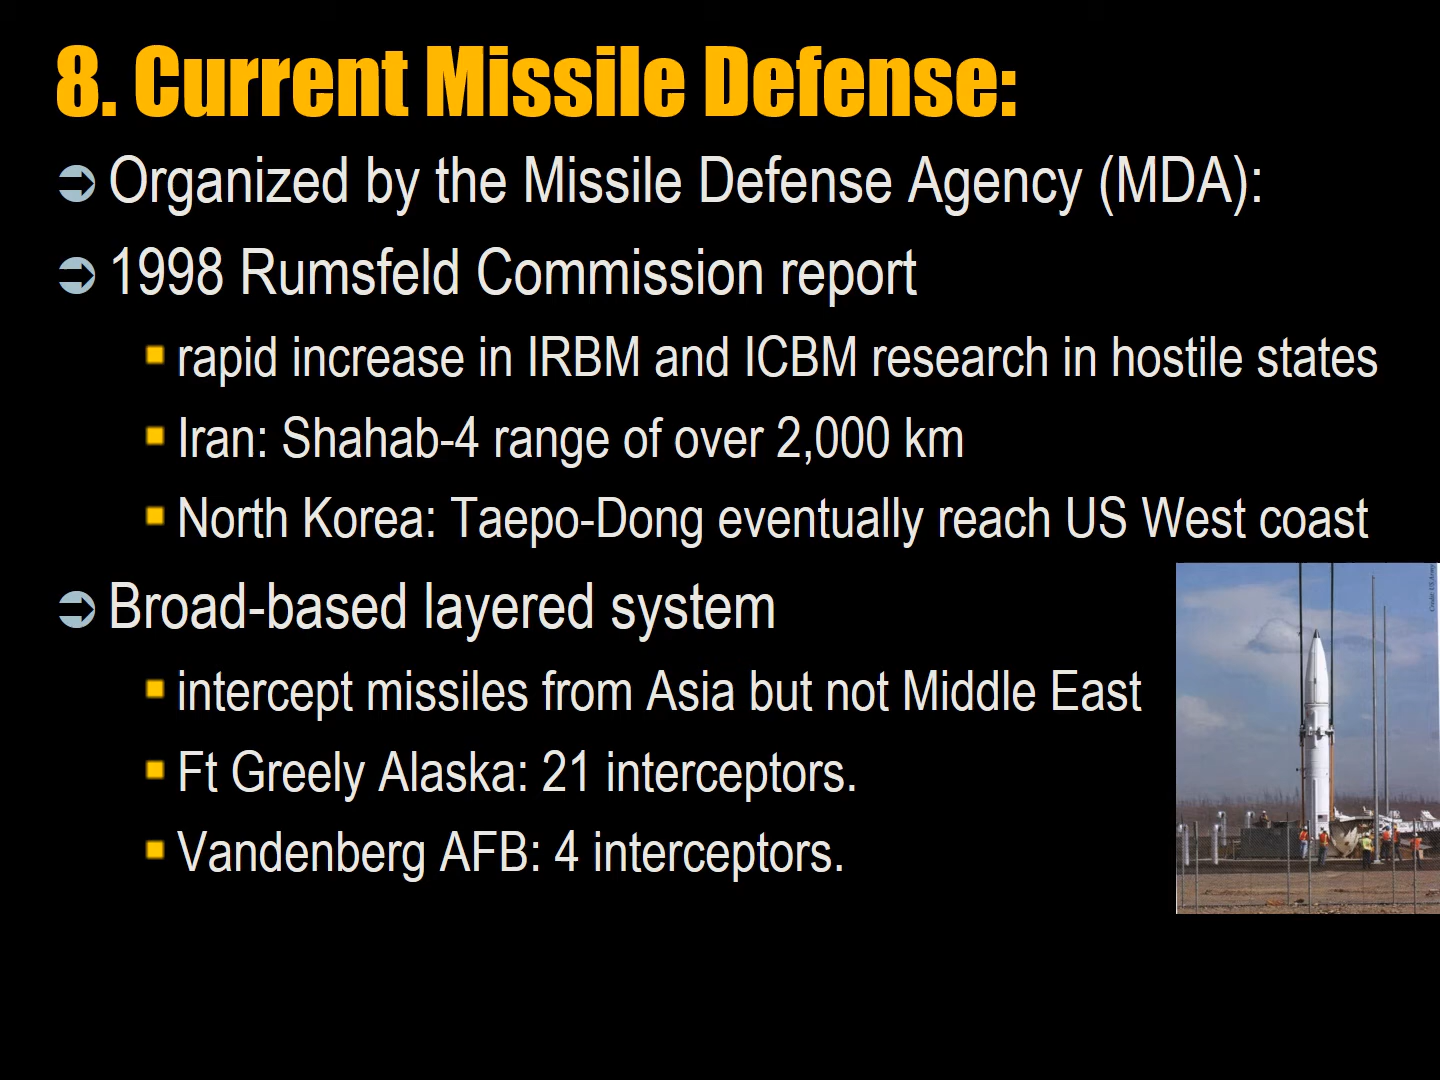 8. Current Missile Defense:
Organized by the Missile Defense Agency (MDA):
1998 Rumsfeld Commission report
rapid increase in IRBM and ICBM research in hostile states
Iran: Shahab-4 range of over 2,000 km
North Korea: Taepo-Dong eventually reach US West coast
Broad-based layered system
intercept missiles from Asia but not Middle East
Ft Greely Alaska: 21 interceptors.
Vandenberg AFB: 4 interceptors.